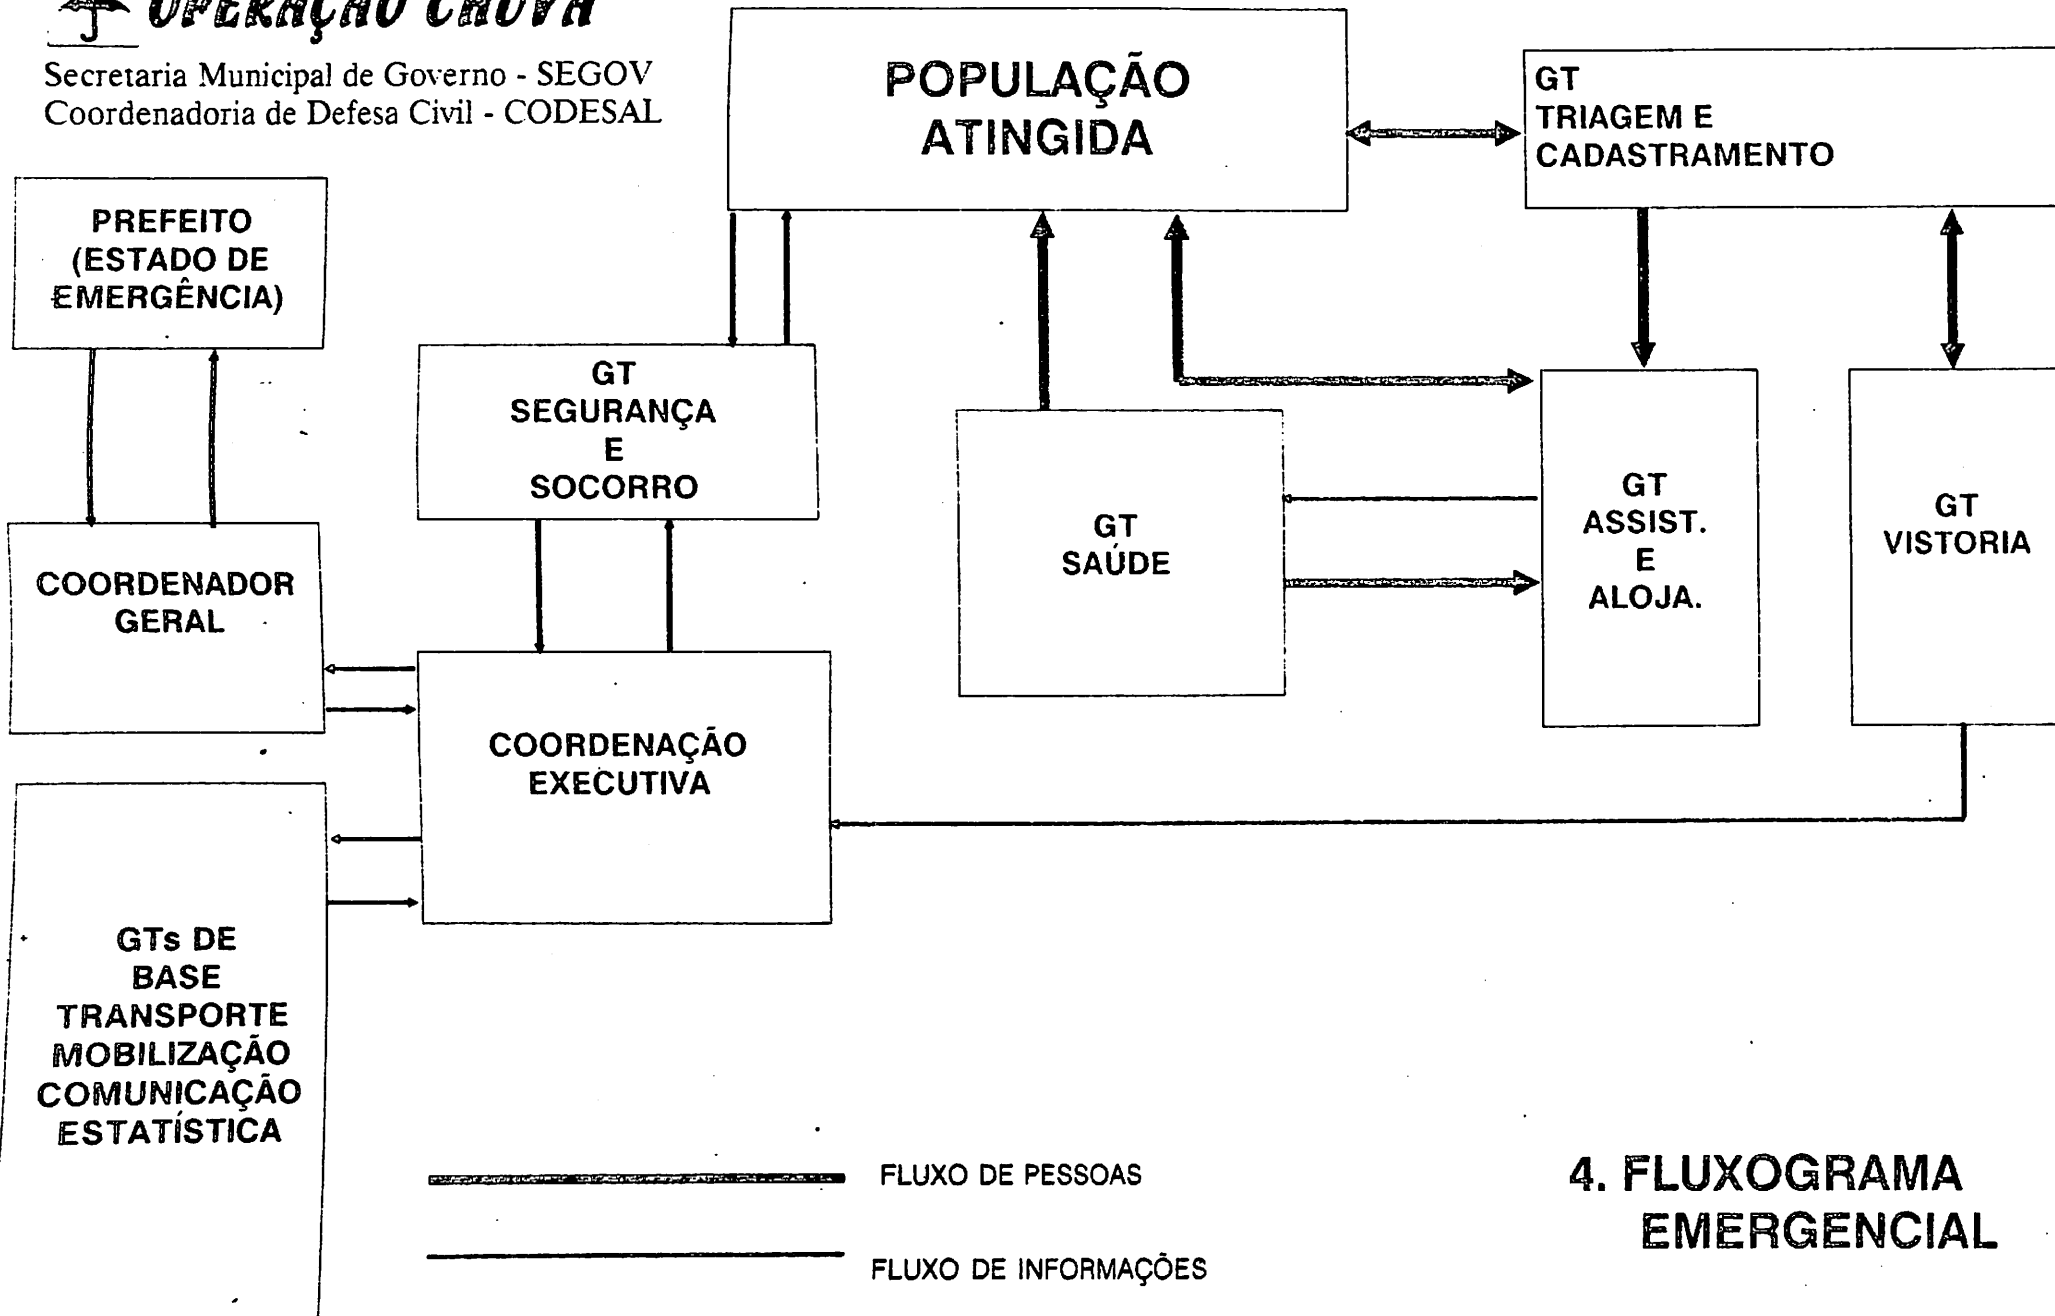 OPERAÇÃO CHUVA
Secretaria Municipal de Governo - SEGOV
Coordenadoria de Defesa Civil - CODESAL
POPULAÇÃO
ATINGIDA
GT
TRIAGEM E
CADASTRAMENTO
PREFEITO
(ESTADO DE
EMERGÊNCIA)
GT
SEGURANÇA
E
SOCORRO
GT
SAÚDE
GT
ASSIST.
E
ALOJA.
GT
VISTORIA
COORDENADOR
GERAL
COORDENAÇÃO
EXECUTIVA
GTs DE
BASE
TRANSPORTE
MOBILIZAÇÃO
COMUNICAÇÃO
ESTATÍSTICA
FLUXO DE PESSOAS
FLUXO DE INFORMAÇÕES
4. FLUXOGRAMA
EMERGENCIAL